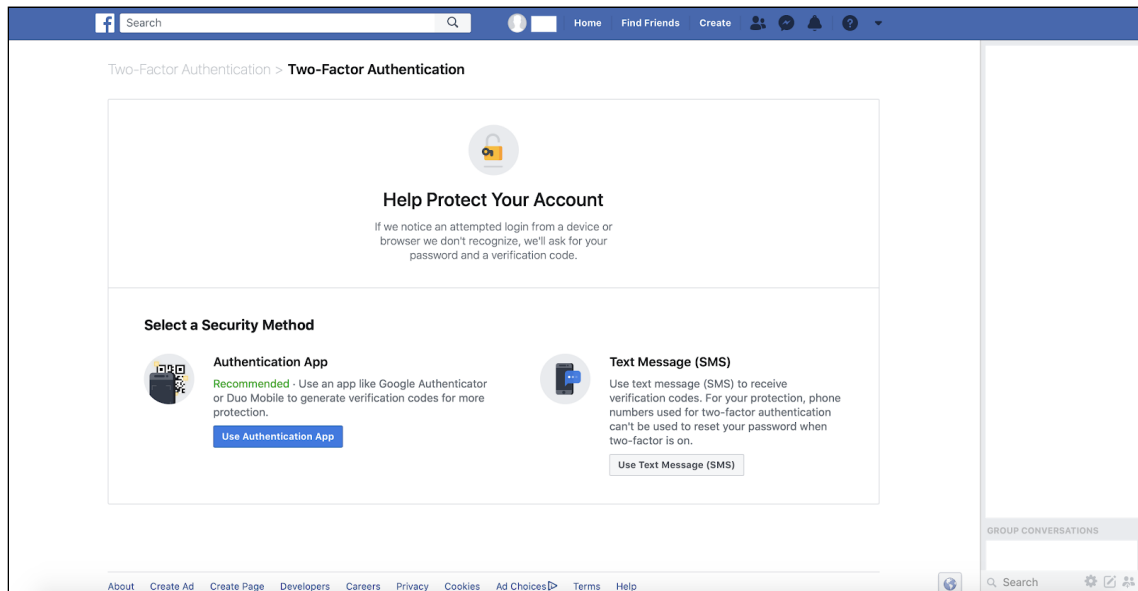 Search
Home Find Friends Create
Two-Factor Authentication > Two-Factor Authentication
Help Protect Your Account
If we notice an attempted login from a device or
browser we don't recognize, we'll ask for your
password and a verification code.
Select a Security Method
Authentication App
Recommended · Use an app like Google Authenticator
or Duo Mobile to generate verification codes for more
protection.
Use Authentication App
Text Message (SMS)
Use text message (SMS) to receive
verification codes. For your protection, phone
numbers used for two-factor authentication
can't be used to reset your password when
two-factor is on.
Use Text Message (SMS)
GROUP CONVERSATIONS
About Create Ad Create Page Developers Careers Privacy Cookies Ad Choices Terms Help
Search